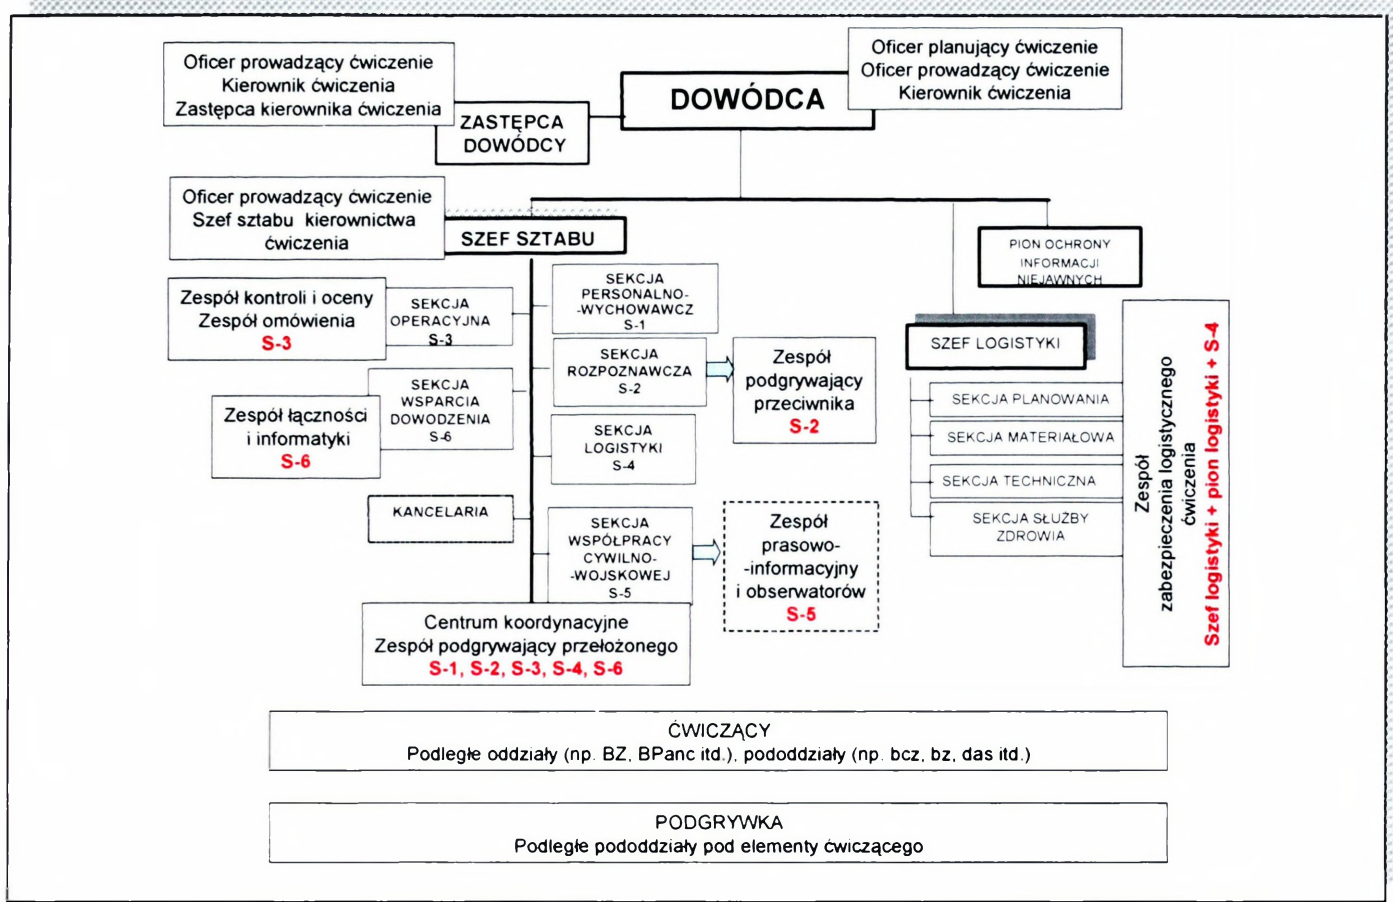 Oficer prowadzący ćwiczenie
Kierownik ćwiczenia
Zastępca kierownika ćwiczenia
ZASTĘPCA
DOWÓDCY
DOWÓDCA
Oficer planujący ćwiczenie
Oficer prowadzący ćwiczenie
Kierownik ćwiczenia
Oficer prowadzący ćwiczenie
Szef sztabu kierownictwa
ćwiczenia
SZEF SZTABU
PION OCHRONY
INFORMACJI
NIEJAWNYCH
Zespół kontroli i oceny
Zespół omówienia
S-3
SEKCJA
OPERACYJNA
S-3
SEKCJA
PERSONALNO-
-WYCHOWAWCZ
S-1
SEKCJA
ROZPOZNAWCZA
S-2
Zespół
podgrywający
przeciwnika
S-2
Zespół łączności
i informatyki
S-6
SEKCJA
WSPARCIA
DOWODZENIA
S-6
SEKCJA
LOGISTYKI
S-4
KANCELARIA
SEKCJA
WSPÓŁPRACY
CYWILNO-
-WOJSKOWEJ
S-5
Zespół
prasowo-
-informacyjny
i obserwatorów
S-5
Centrum koordynacyjne
Zespół podgrywający przełożonego
S-1, S-2, S-3, S-4, S-6
SZEF LOGISTYKI
SEKCJA PLANOWANIA
SEKCJA MATERIAŁOWA
SEKCJA TECHNICZNA
SEKCJA SŁUŻBY
ZDROWIA
Zespół
zabezpieczenia logistycznego
ćwiczenia
Szef logistyki + pion logistyki + S-4
ĆWICZĄCY
Podległe oddziały (np. BZ, BPanc itd.), pododdziały (np. bcz, bz, das itd.)
PODGRYWKA
Podległe pododdziały pod elementy ćwiczącego